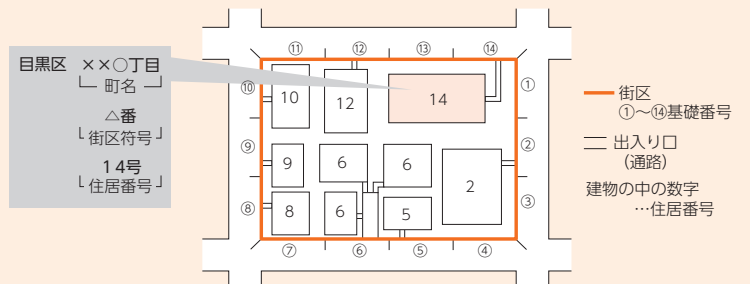 目黒区 ××○丁目
町名
△番
街区符号
14号
住居番号
⑪ ⑫ ⑬ ⑭
⑩ 10 12 14 ①
⑨ 9 6 6 2 ②
⑧ 8 6 5 ③
⑦ ⑥ ⑤ ④
街区
①〜⑭基礎番号
出入り口
(通路)
建物の中の数字
…住居番号